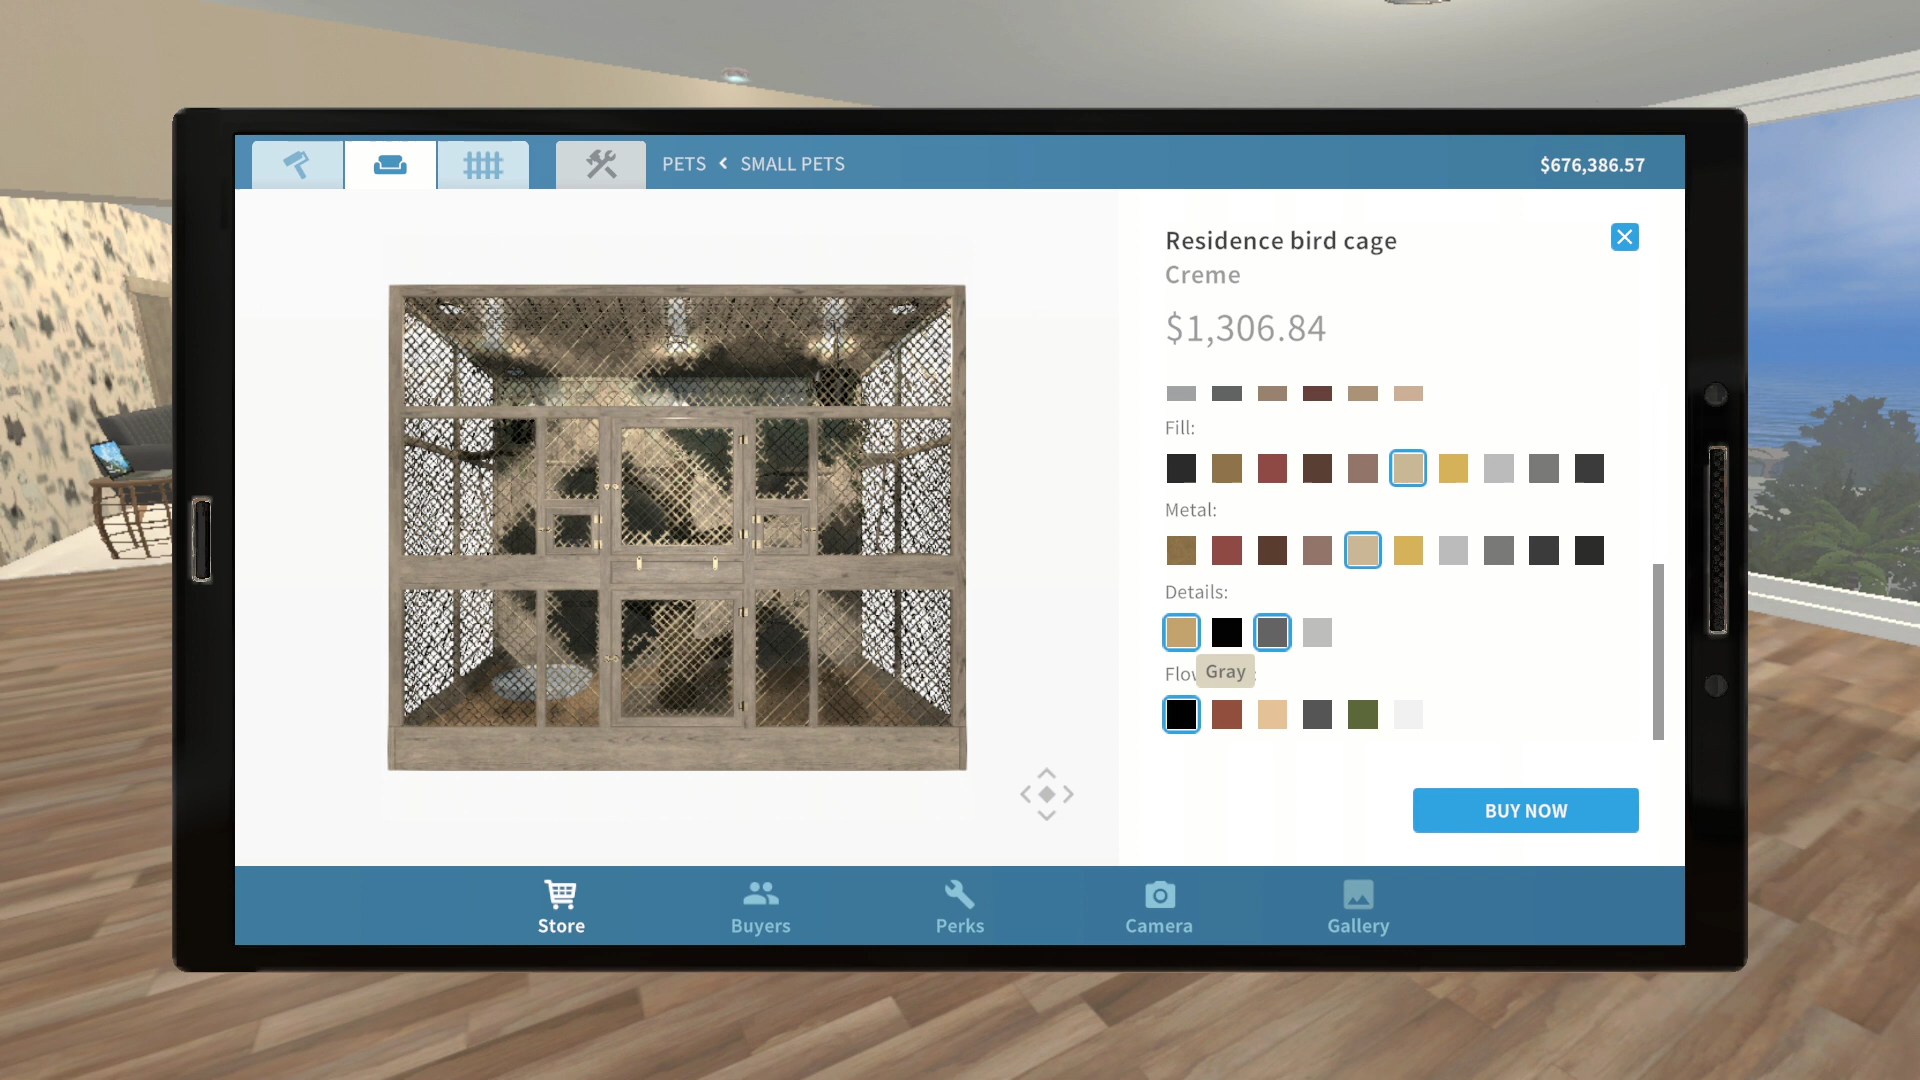 PETS < SMALL PETS
$676,386.57
Residence bird cage
Creme
$1,306.84
Fill:
Metal:
Details:
Gray
Flo
BUY NOW
Store
Buyers
Perks
Camera
Gallery